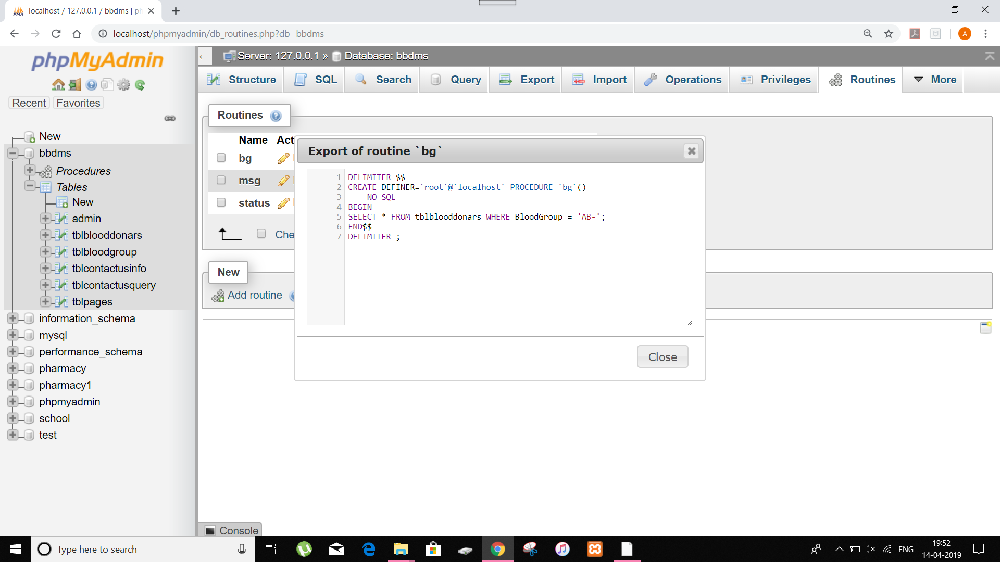 localhost / 127.0.0.1 / bbdms | ph
localhost/phpmyadmin/db_routines.php?db=bbdms
A
phpMyAdmin
Recent
Favorites
New
bbdms
Procedures
Tables
New
admin
tblblooddonars
tblbloodgroup
tblcontactusinfo
tblcontactusquery
tblpages
information_schema
mysql
performance_schema
pharmacy
pharmacy1
phpmyadmin
school
test
Server: 127.0.0.1 » Database: bbdms
Structure
SQL
Search
Query
Export
Import
Operations
Privileges
Routines
More
Routines
Name Act
bg
msg
status
Che
New
Add routine
Export of routine `bg`
1 DELIMITER $$
2 CREATE DEFINER=`root`@`localhost` PROCEDURE `bg`()
3 NO SQL
4 BEGIN
5 SELECT * FROM tblblooddonars WHERE BloodGroup = 'AB-';
6 END$$
7 DELIMITER ;
Close
Console
Type here to search
ENG
19:52
14-04-2019